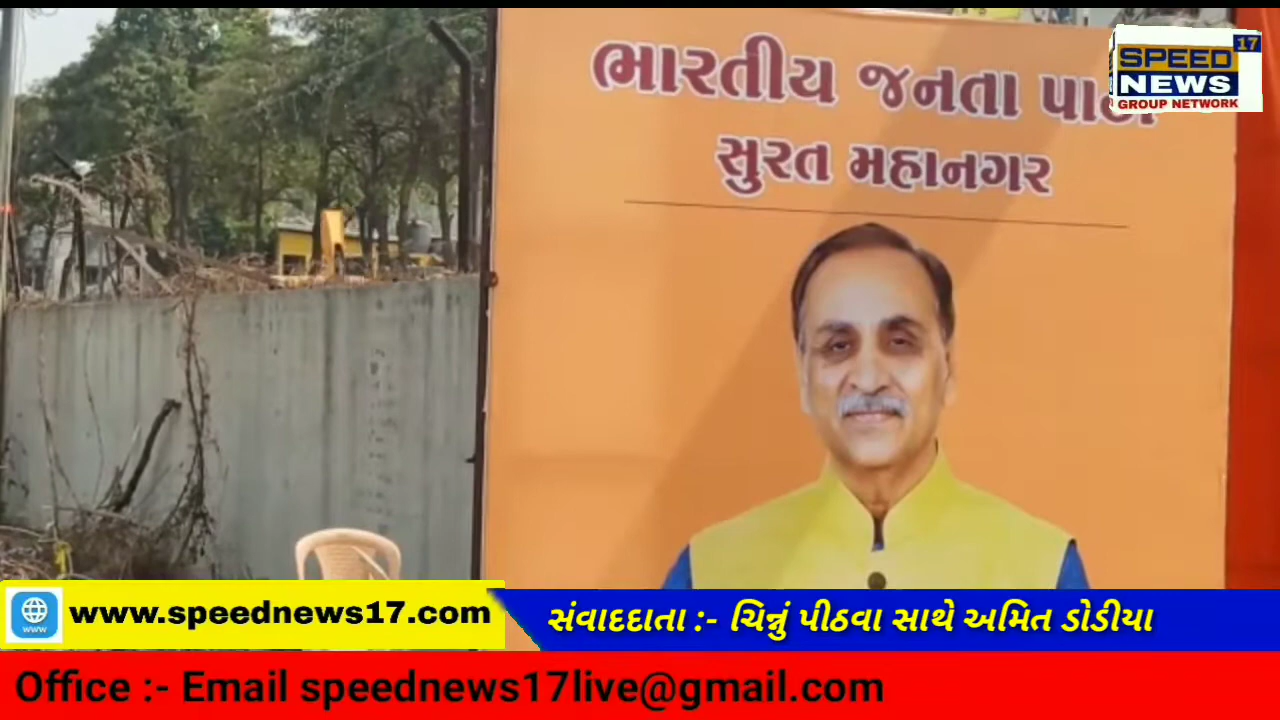 ભારતીય જનતા
સુરત મહાનગર
SPEED 17
NEWS
GROUP NETWORK
WWW
www.speednews17.com
સંવાદદાતા :- ચિન્નું પીઠવા સાથે અમિત ડોડીયા
Office :- Email speednews17live@gmail.com